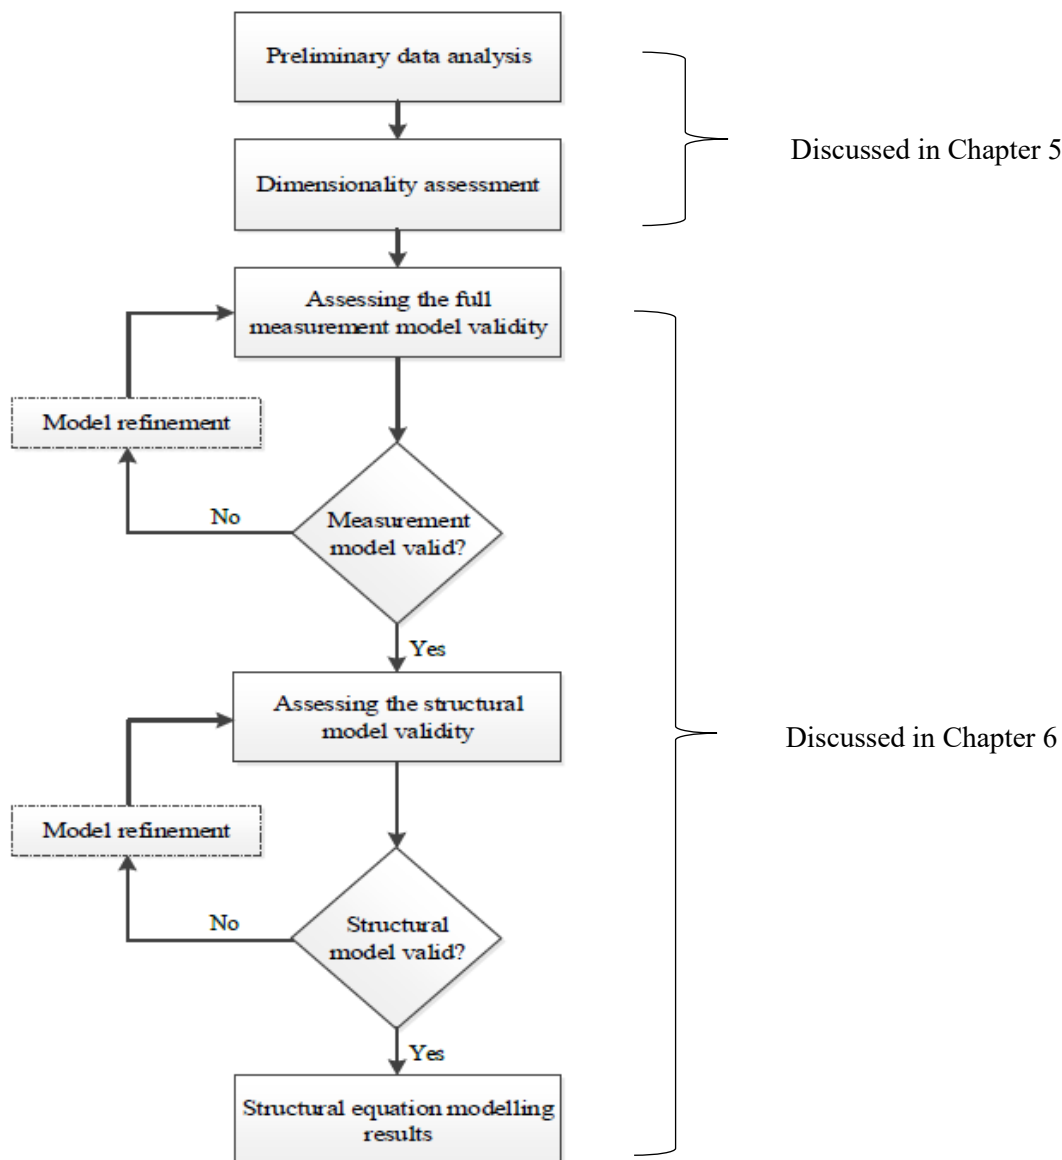 Preliminary data analysis
Discussed in Chapter 5
Dimensionality assessment
Assessing the full
measurement model validity
Model refinement
No
Measurement
model valid?
Yes
Assessing the structural
model validity
Discussed in Chapter 6
Model refinement
No
Structural
model valid?
Yes
Structural equation modelling
results